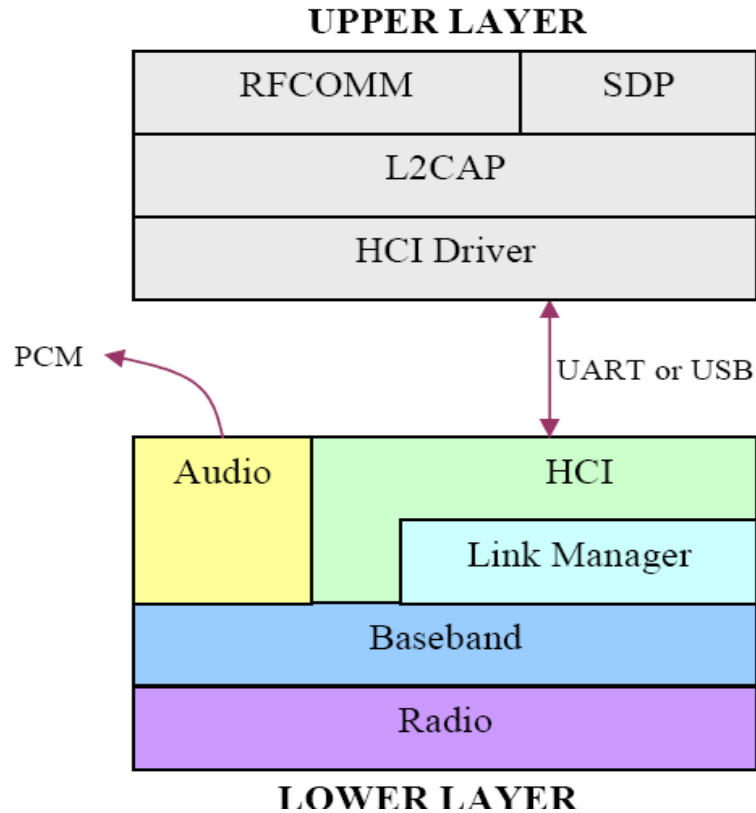 UPPER LAYER
RFCOMM
SDP
L2CAP
HCI Driver
PCM
UART or USB
Audio
HCI
Link Manager
Baseband
Radio
LOWER LAYER